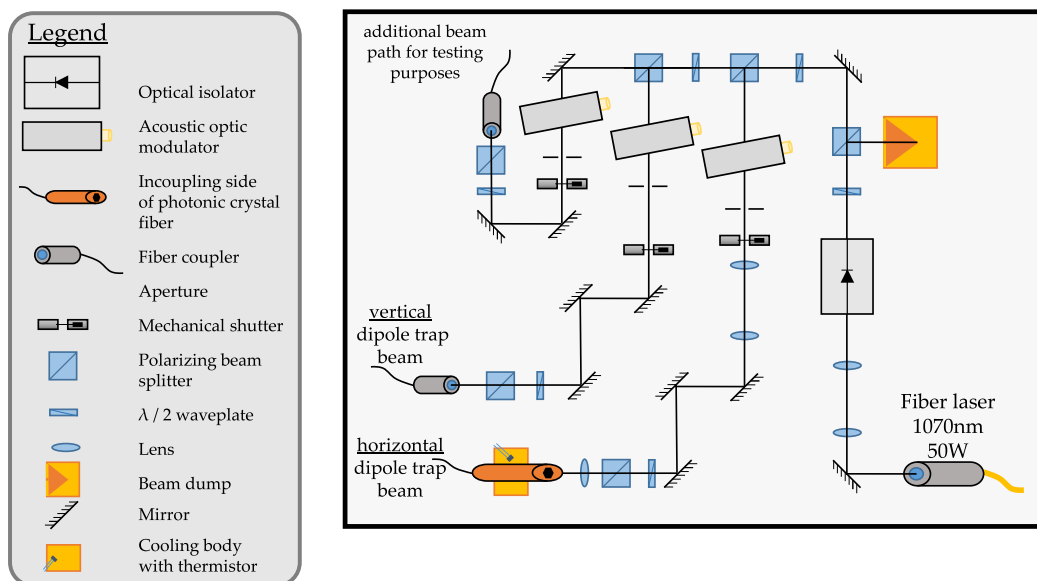 Legend
Optical isolator
Acoustic optic
modulator
Incoupling side
of photonic crystal
fiber
Fiber coupler
Aperture
Mechanical shutter
Polarizing beam
splitter
λ / 2 waveplate
Lens
Beam dump
Mirror
Cooling body
with thermistor
additional beam
path for testing
purposes
vertical
dipole trap
beam
horizontal
dipole trap
beam
Fiber laser
1070nm
50W